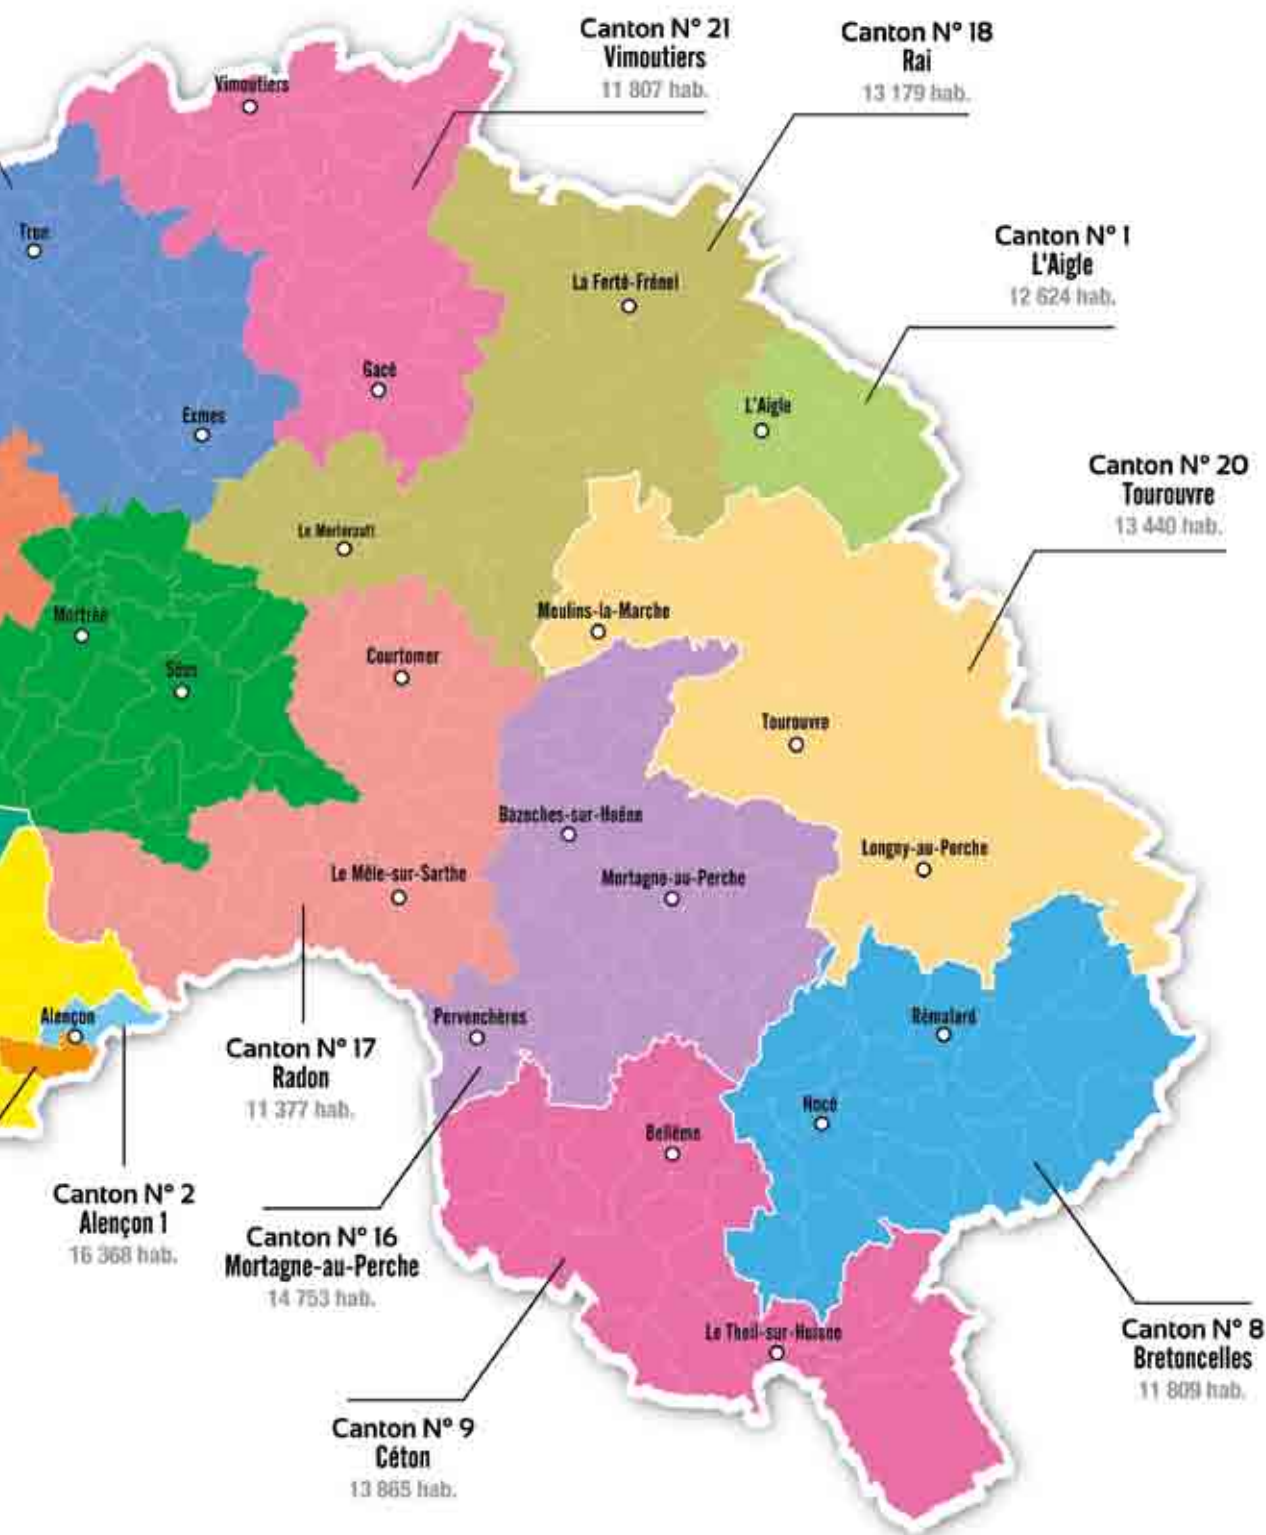 Canton N° 21
Vimoutiers
11 807 hab.
Canton N° 18
Rai
13 179 hab.
Vimoutiers
Canton N° 1
L'Aigle
12 624 hab.
Trun
La Ferté-Frênel
Gacé
L'Aigle
Exmes
Canton N° 20
Tourouvre
13 440 hab.
Le Merlerault
Mortrée
Moulins-la-Marche
Sées
Courtomer
Tourouvre
Bazoches-sur-Hoëne
Longny-au-Perche
Le Mêle-sur-Sarthe
Mortagne-au-Perche
Alençon
Pervenchères
Rémalard
Canton N° 17
Radon
11 377 hab.
Nocé
Bellême
Canton N° 2
Alençon 1
16 368 hab.
Canton N° 16
Mortagne-au-Perche
14 753 hab.
Le Theil-sur-Huisne
Canton N° 8
Bretoncelles
11 809 hab.
Canton N° 9
Céton
13 865 hab.